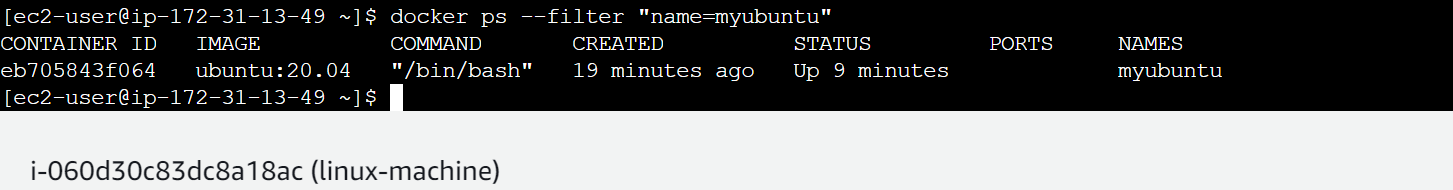 [ec2-user@ip-172-31-13-49 ~]$ docker ps --filter "name=myubuntu"
CONTAINER ID   IMAGE          COMMAND       CREATED          STATUS         PORTS     NAMES
eb705843f064   ubuntu:20.04   "/bin/bash"   19 minutes ago   Up 9 minutes             myubuntu
[ec2-user@ip-172-31-13-49 ~]$
i-060d30c83dc8a18ac (linux-machine)